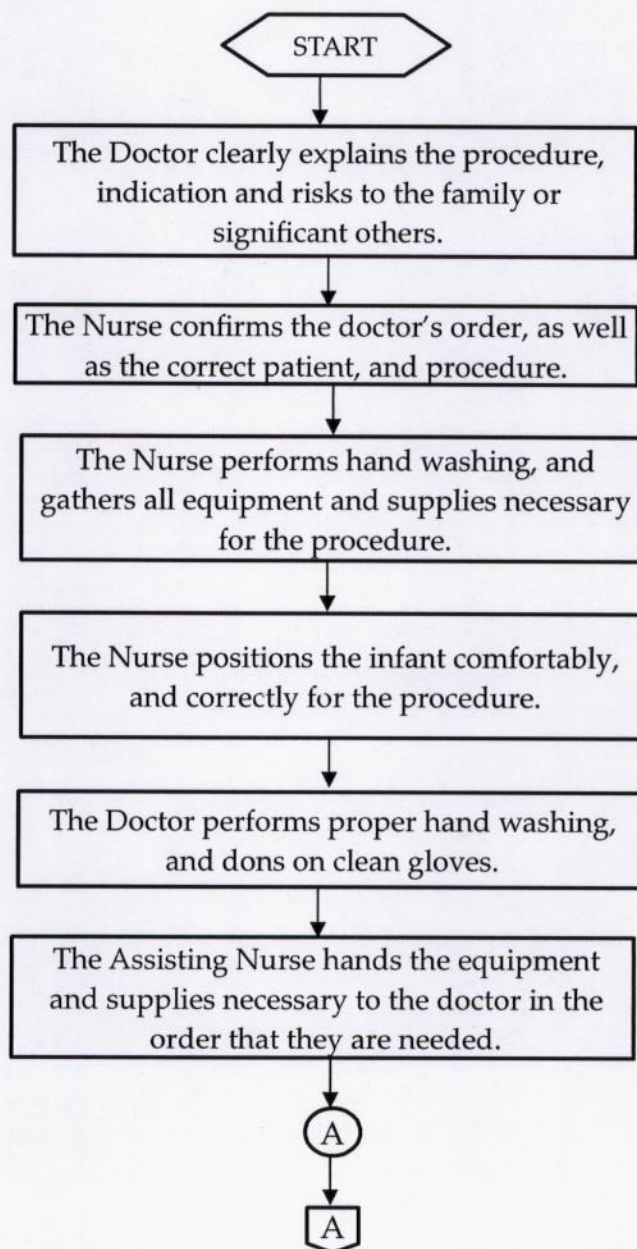 START
The Doctor clearly explains the procedure,
indication and risks to the family or
significant others.
The Nurse confirms the doctor's order, as well
as the correct patient, and procedure.
The Nurse performs hand washing, and
gathers all equipment and supplies necessary
for the procedure.
The Nurse positions the infant comfortably,
and correctly for the procedure.
The Doctor performs proper hand washing,
and dons on clean gloves.
The Assisting Nurse hands the equipment
and supplies necessary to the doctor in the
order that they are needed.
A
A